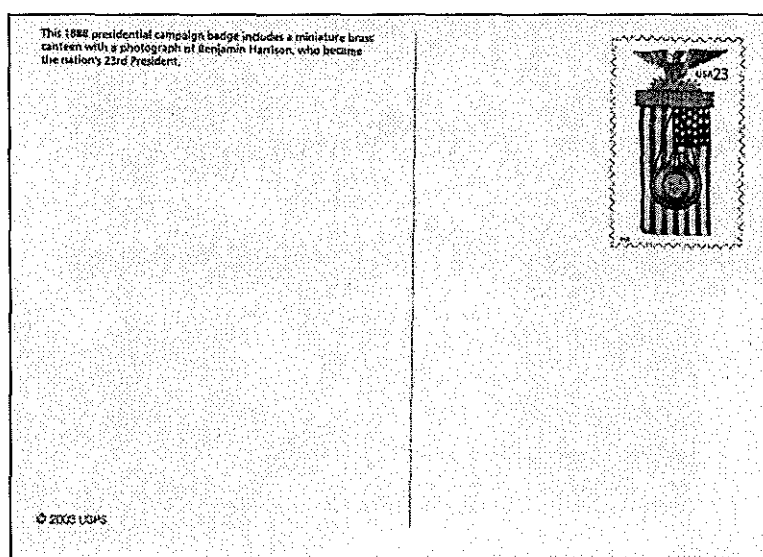 This 1888 presidential campaign badge includes a miniature brass
canteen with a photograph of Benjamin Harrison, who became
the nation's 23rd President.
USA23
© 2003 USPS